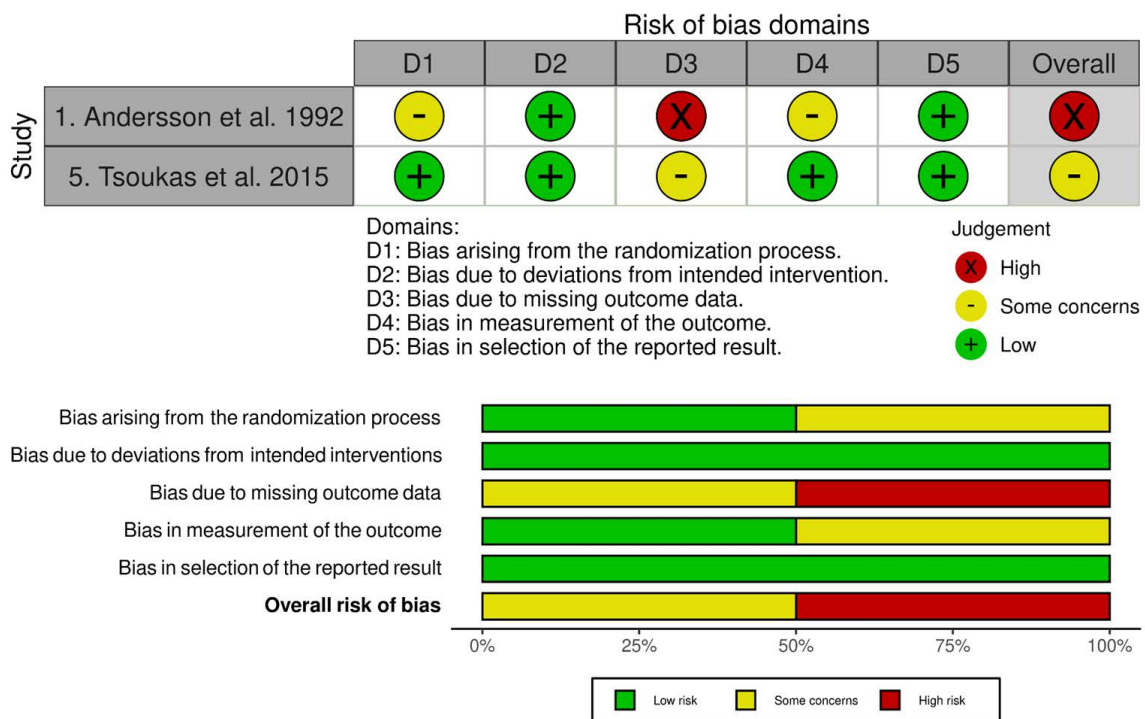 Risk of bias domains
D1 D2 D3 D4 D5 Overall
Study
1. Andersson et al. 1992 - + X - + X
5. Tsoukas et al. 2015 + + - + + -
Domains:
D1: Bias arising from the randomization process.
D2: Bias due to deviations from intended intervention.
D3: Bias due to missing outcome data.
D4: Bias in measurement of the outcome.
D5: Bias in selection of the reported result.
Judgement
X High
- Some concerns
+ Low
Bias arising from the randomization process
Bias due to deviations from intended interventions
Bias due to missing outcome data
Bias in measurement of the outcome
Bias in selection of the reported result
Overall risk of bias
0% 25% 50% 75% 100%
Low risk Some concerns High risk